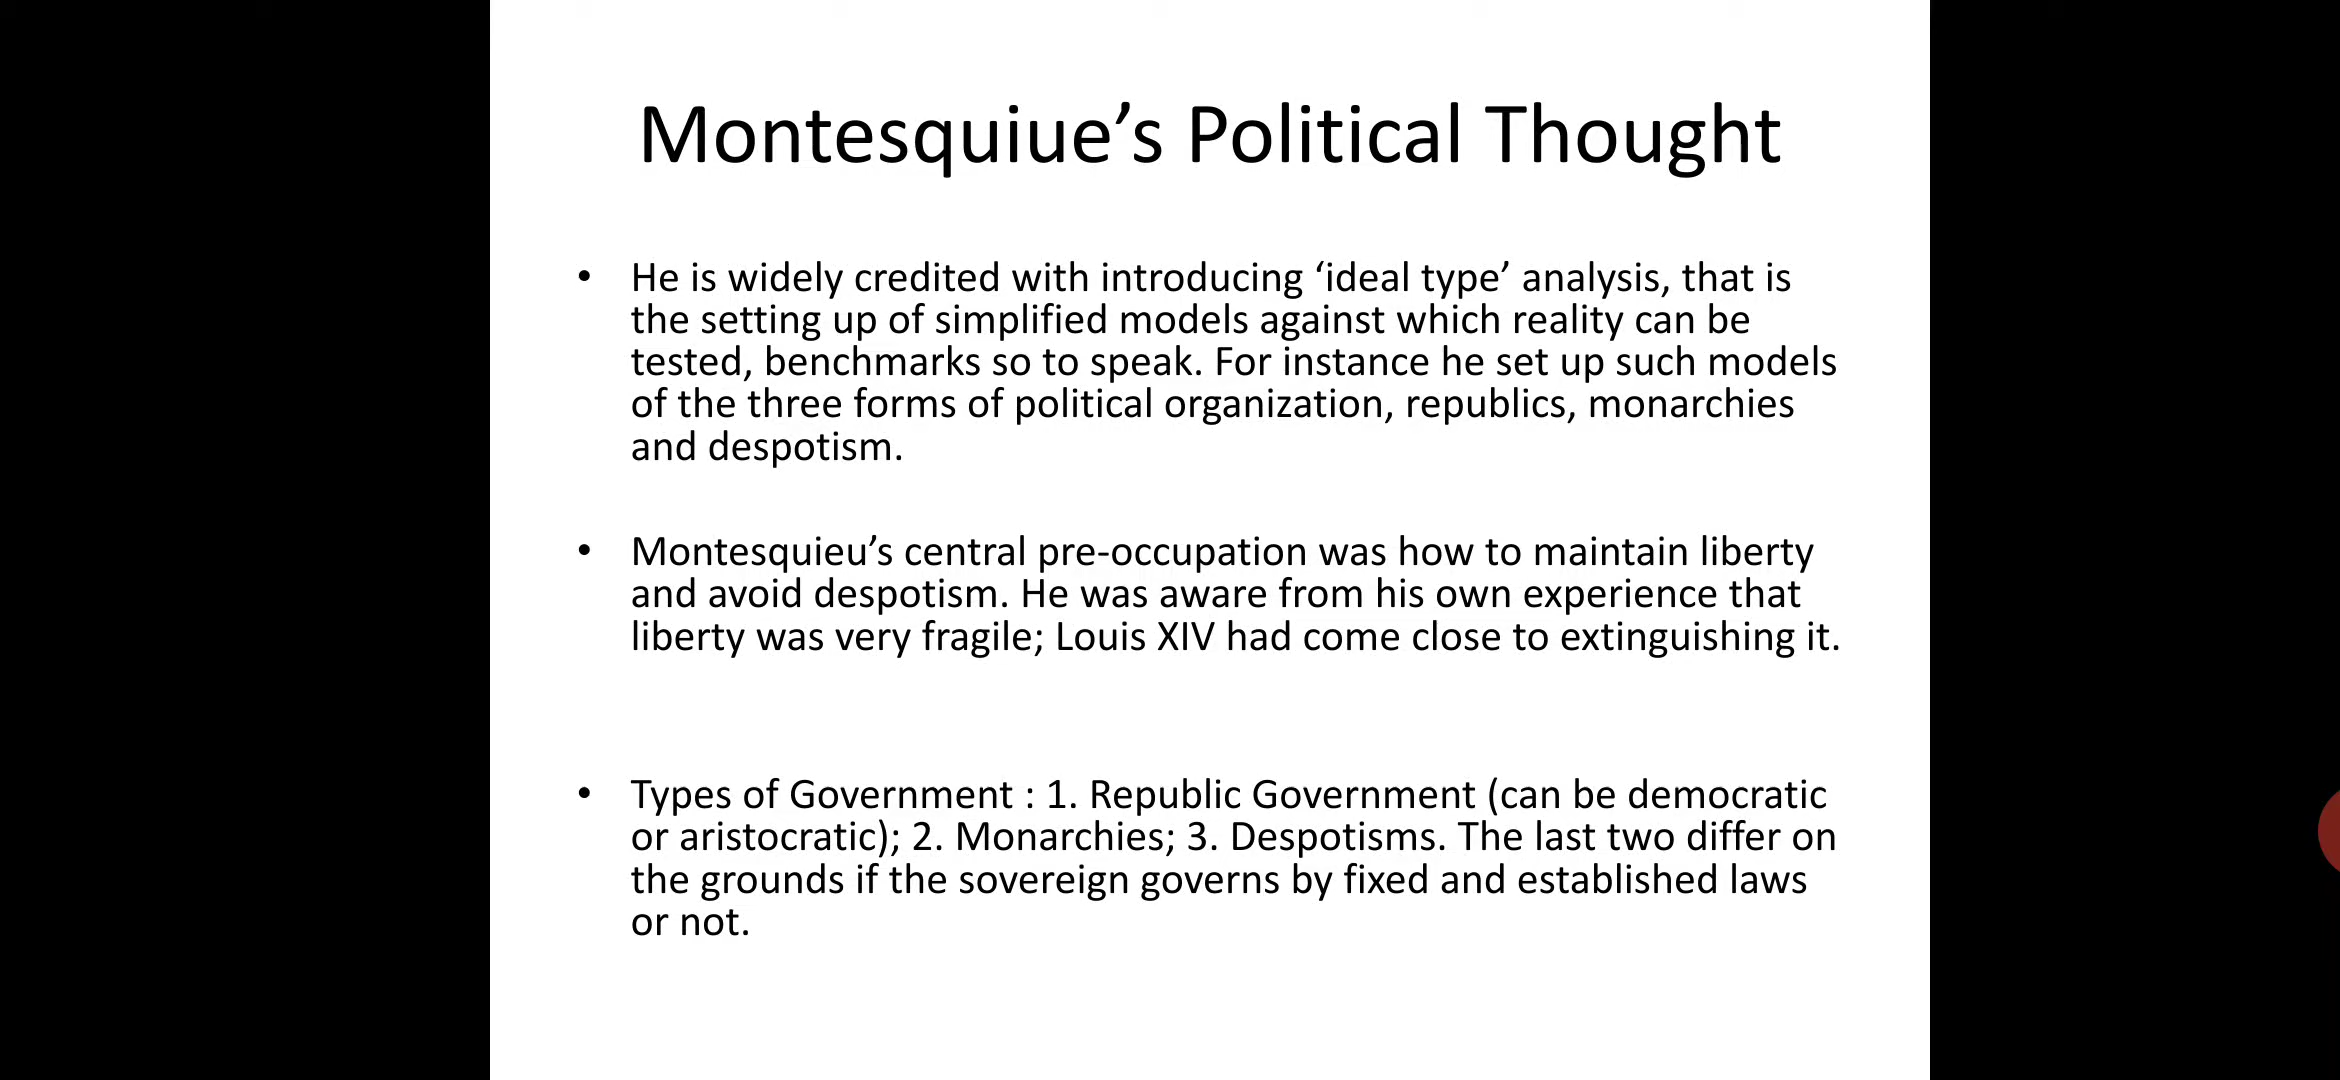 Montesquiue’s Political Thought
• He is widely credited with introducing ‘ideal type’ analysis, that is
the setting up of simplified models against which reality can be
tested, benchmarks so to speak. For instance he set up such models
of the three forms of political organization, republics, monarchies
and despotism.
• Montesquieu’s central pre-occupation was how to maintain liberty
and avoid despotism. He was aware from his own experience that
liberty was very fragile; Louis XIV had come close to extinguishing it.
• Types of Government : 1. Republic Government (can be democratic
or aristocratic); 2. Monarchies; 3. Despotisms. The last two differ on
the grounds if the sovereign governs by fixed and established laws
or not.